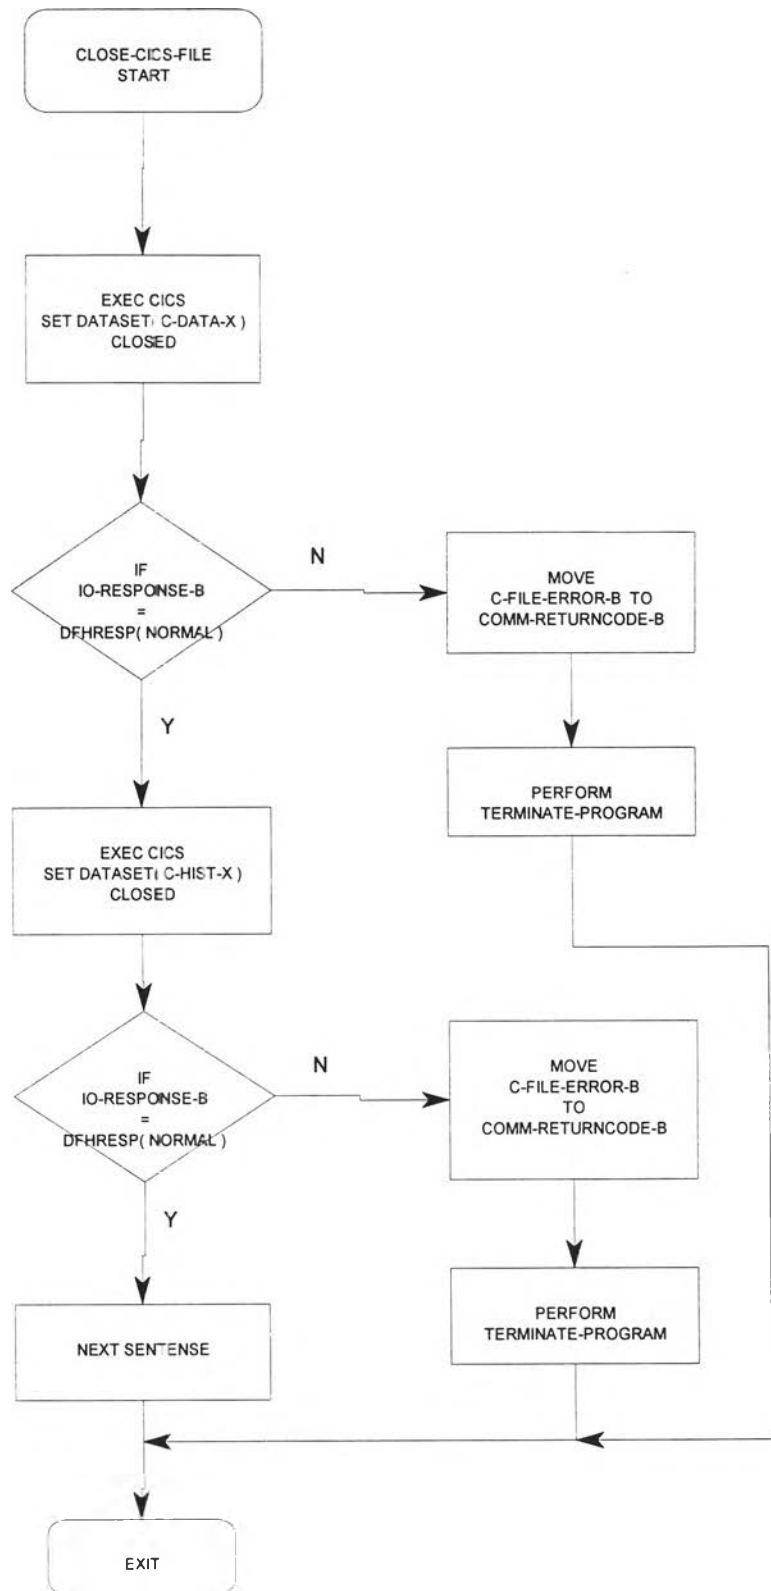 CLOSE-CICS-FILE
START
EXEC CICS
SET DATASET( C-DATA-X )
CLOSED
IF
IO-RESPONSE-B
=
DFHRESP( NORMAL )
N
MOVE
C-FILE-ERROR-B TO
COMM-RETURNCODE-B
Y
PERFORM
TERMINATE-PROGRAM
EXEC CICS
SET DATASET( C-HIST-X )
CLOSED
IF
IO-RESPONSE-B
=
DFHRESP( NORMAL )
N
MOVE
C-FILE-ERROR-B
TO
COMM-RETURNCODE-B
Y
PERFORM
TERMINATE-PROGRAM
NEXT SENTENSE
EXIT